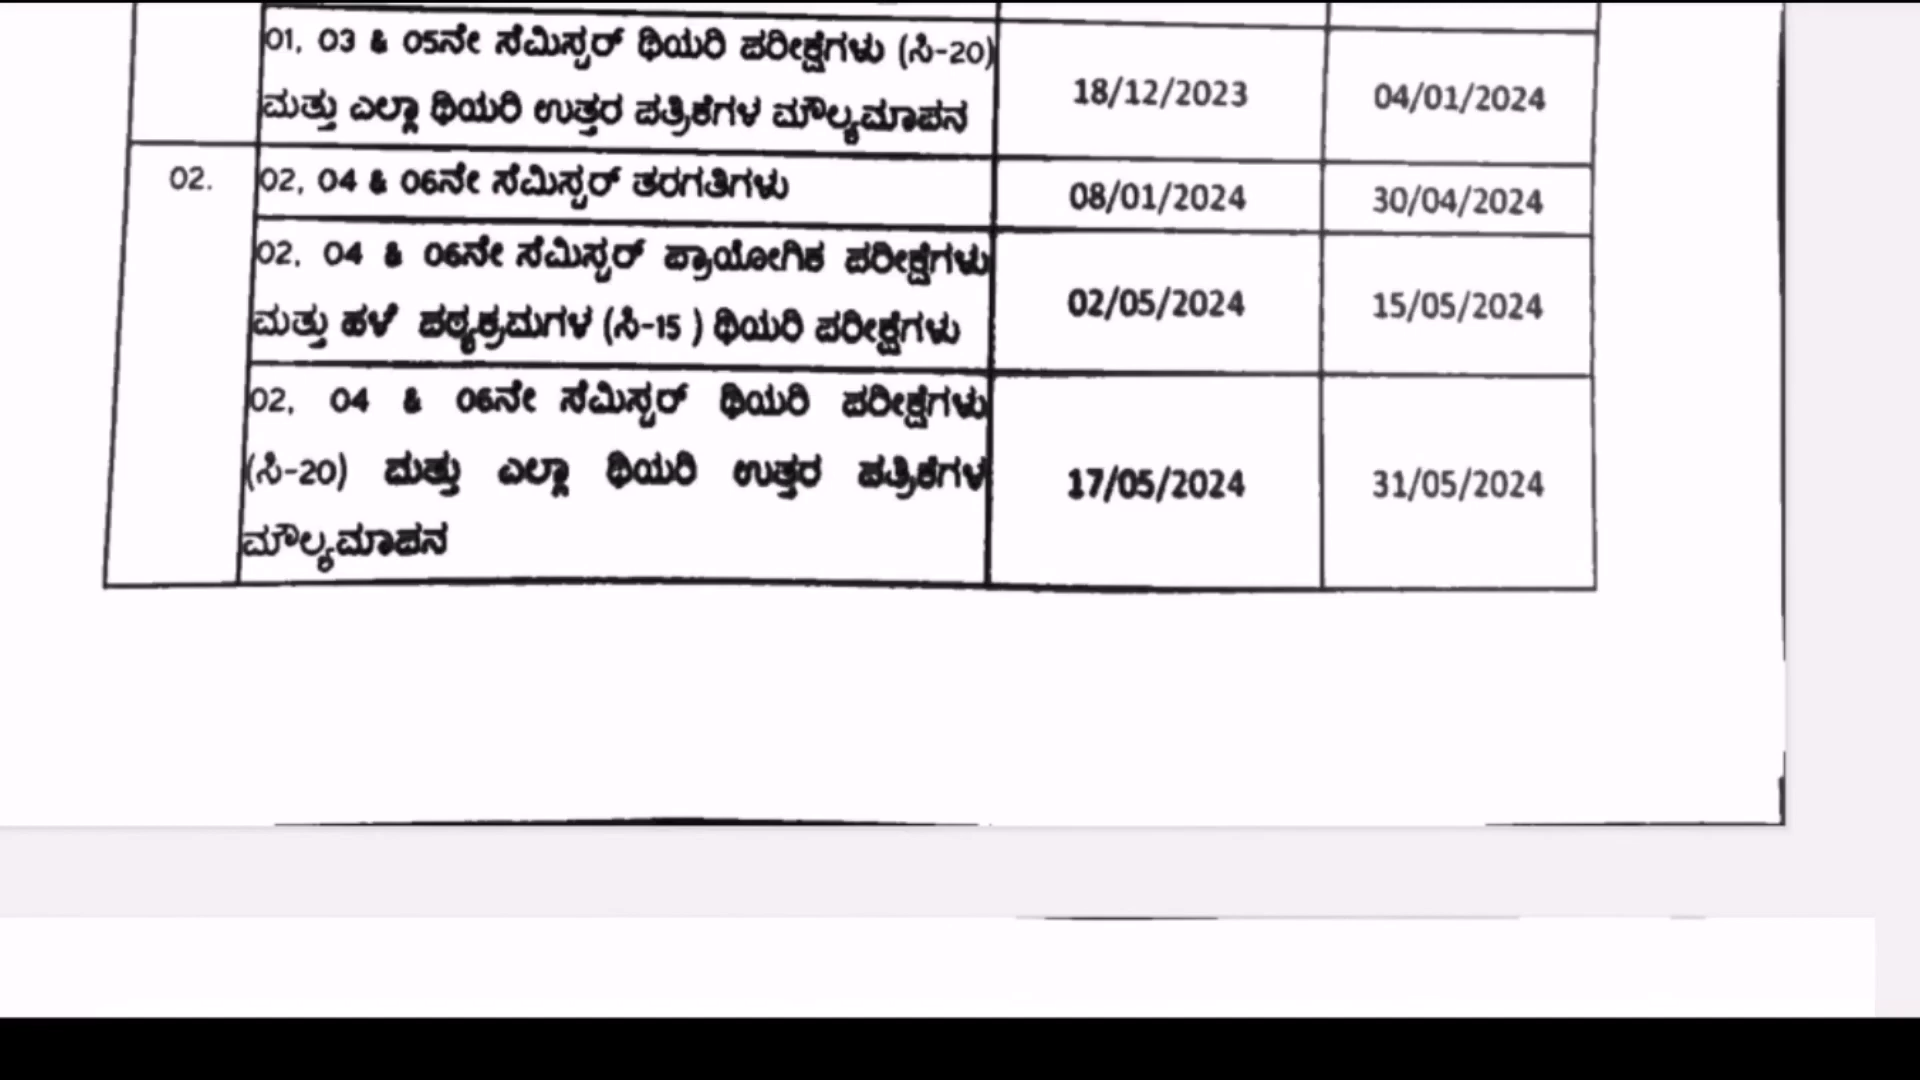 01, 03 & 05ನೇ ಸೆಮಿಸ್ಟರ್ ಥಿಯರಿ ಪರೀಕ್ಷೆಗಳು (ಸಿ-20)
ಮತ್ತು ಎಲ್ಲಾ ಥಿಯರಿ ಉತ್ತರ ಪತ್ರಿಕೆಗಳ ಮೌಲ್ಯಮಾಪನ
18/12/2023 04/01/2024
02. 02, 04 & 06ನೇ ಸೆಮಿಸ್ಟರ್ ತರಗತಿಗಳು 08/01/2024 30/04/2024
02, 04 & 06ನೇ ಸೆಮಿಸ್ಟರ್ ಪ್ರಾಯೋಗಿಕ ಪರೀಕ್ಷೆಗಳು
ಮತ್ತು ಹಳೆ ಪಠ್ಯಕ್ರಮಗಳ (ಸಿ-15 ) ಥಿಯರಿ ಪರೀಕ್ಷೆಗಳು
02/05/2024 15/05/2024
02, 04 & 06ನೇ ಸೆಮಿಸ್ಟರ್ ಥಿಯರಿ ಪರೀಕ್ಷೆಗಳು
(ಸಿ-20) ಮತ್ತು ಎಲ್ಲಾ ಥಿಯರಿ ಉತ್ತರ ಪತ್ರಿಕೆಗಳ
ಮೌಲ್ಯಮಾಪನ
17/05/2024 31/05/2024